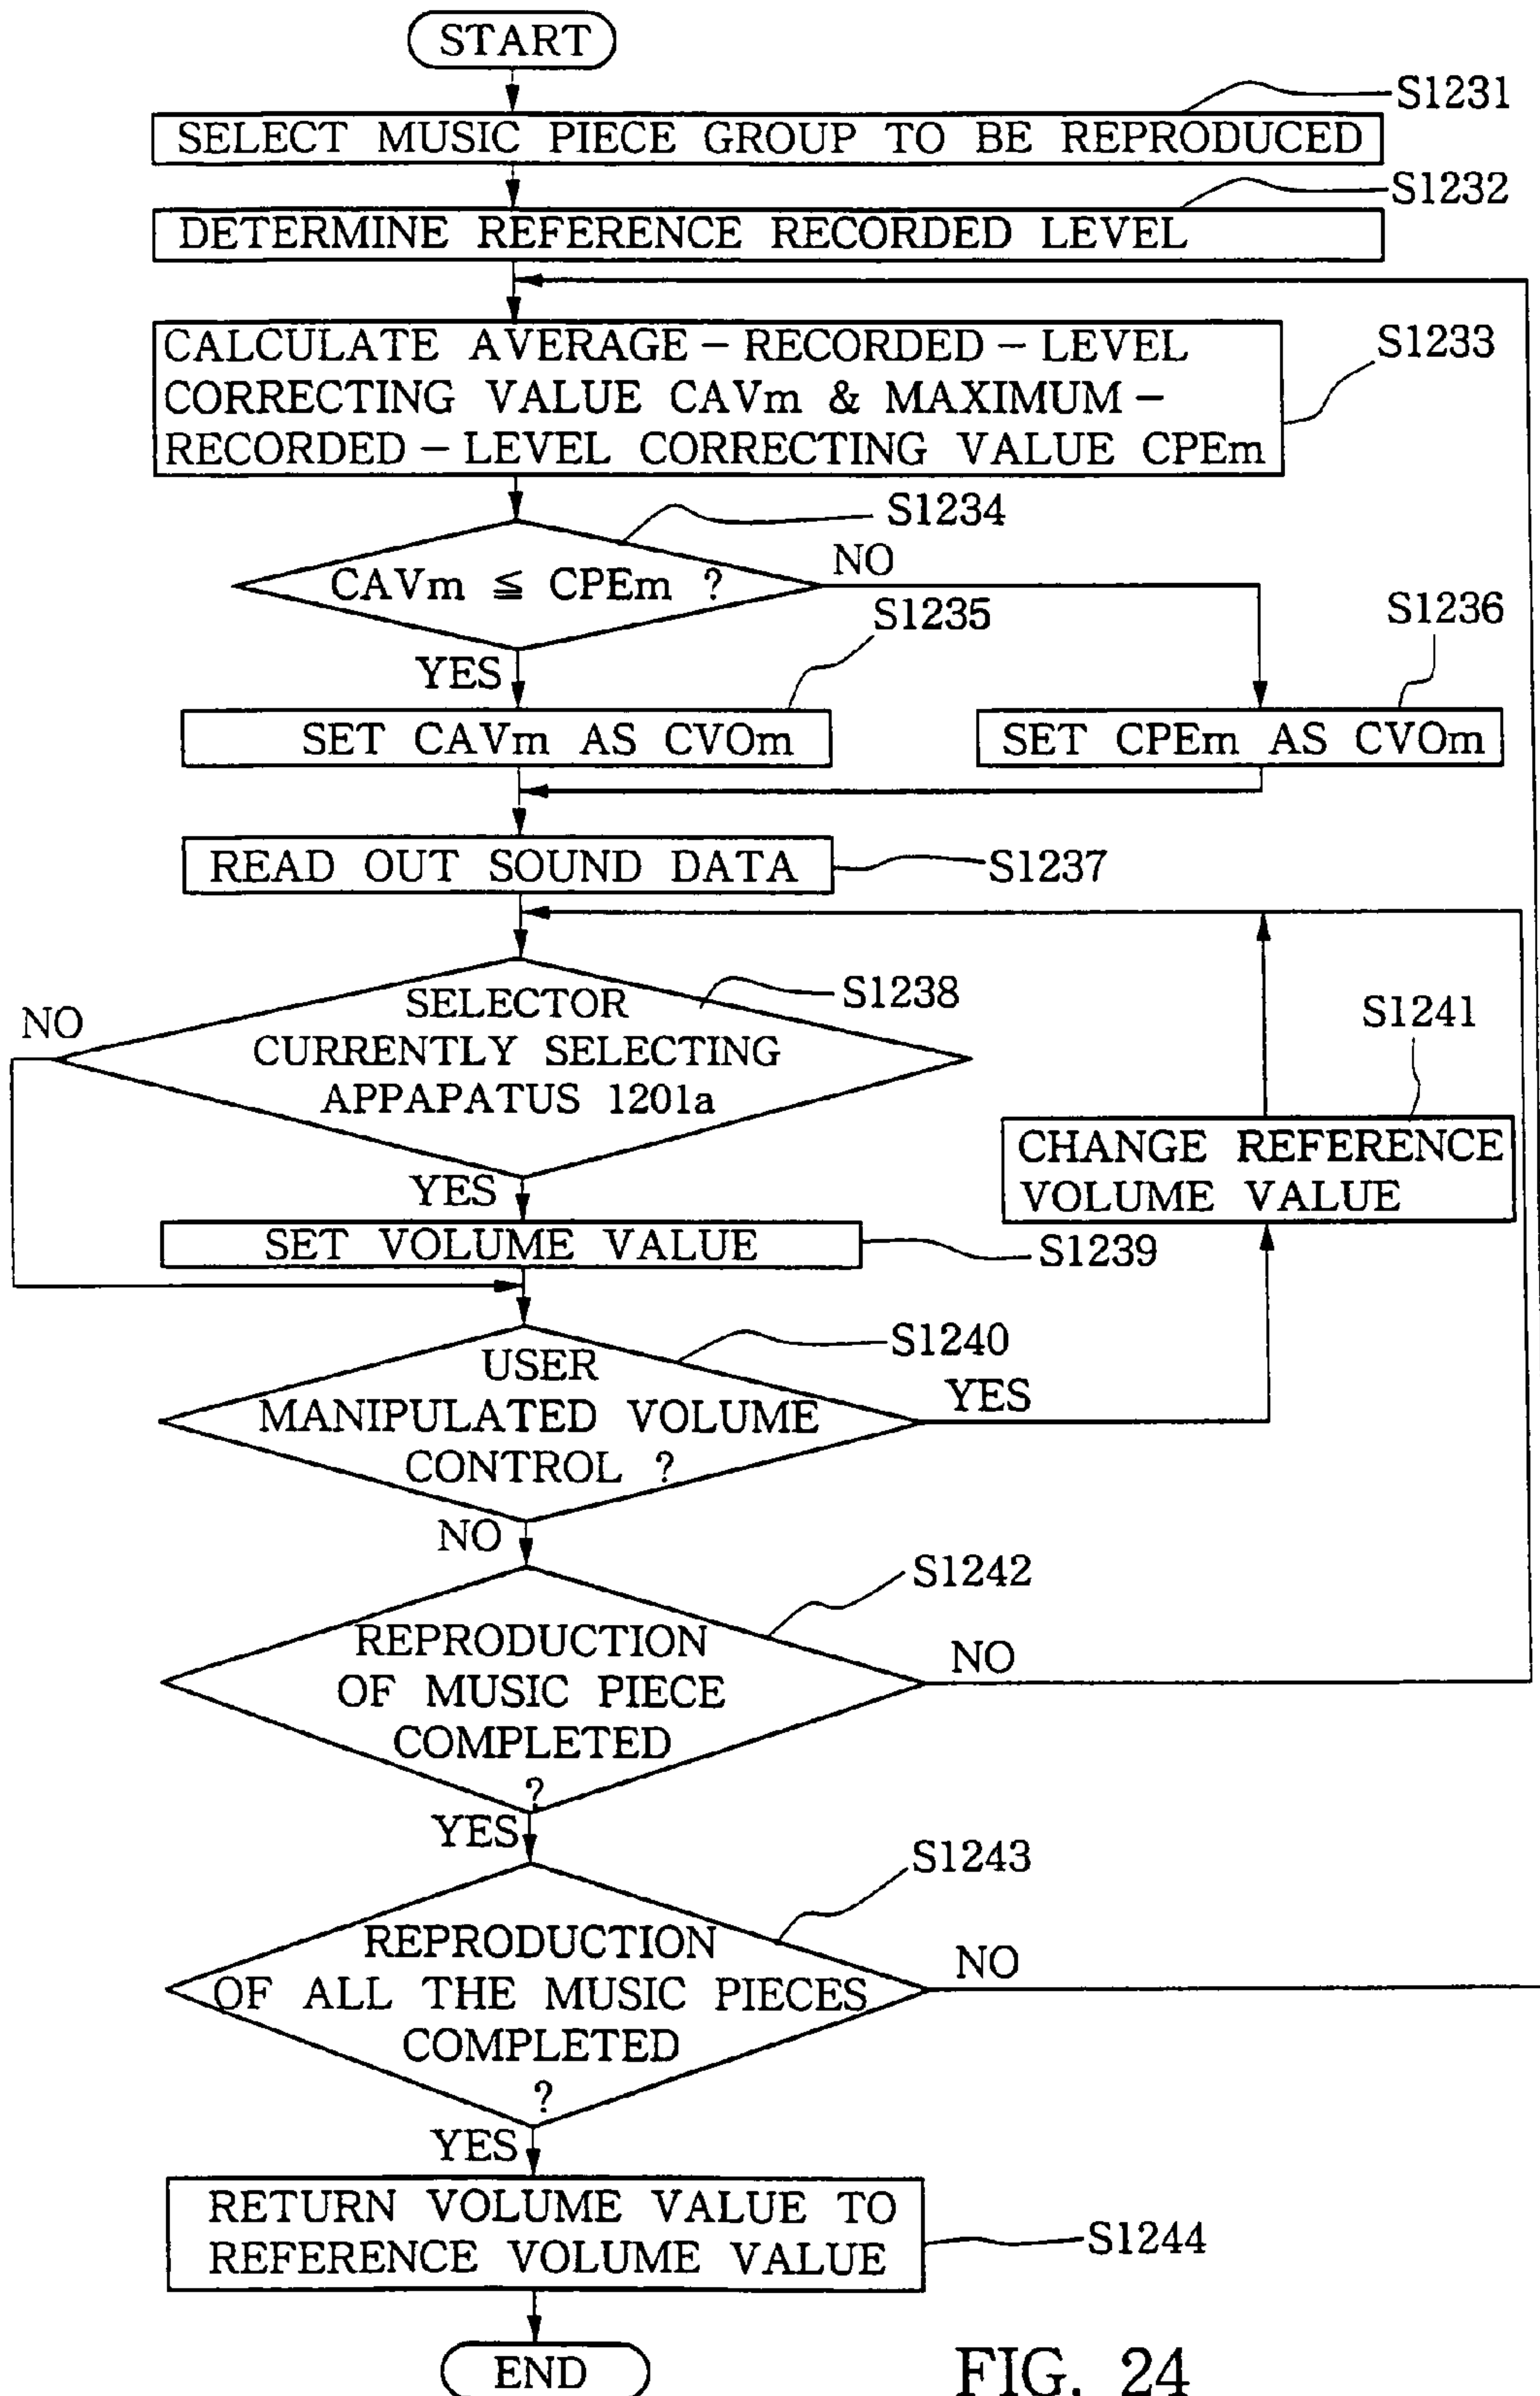 START
S1231
SELECT MUSIC PIECE GROUP TO BE REPRODUCED
S1232
DETERMINE REFERENCE RECORDED LEVEL
CALCULATE AVERAGE – RECORDED – LEVEL
CORRECTING VALUE CAVm & MAXIMUM –
RECORDED – LEVEL CORRECTING VALUE CPEm
S1233
S1234
CAVm ≦ CPEm ?
NO
YES
S1235
S1236
SET CAVm AS CVOm
SET CPEm AS CVOm
READ OUT SOUND DATA
S1237
NO
SELECTOR
CURRENTLY SELECTING
APPAPATUS 1201a
S1238
YES
S1241
CHANGE REFERENCE
VOLUME VALUE
SET VOLUME VALUE
S1239
S1240
USER
MANIPULATED VOLUME
CONTROL ?
YES
NO
S1242
REPRODUCTION
OF MUSIC PIECE
COMPLETED
?
NO
YES
S1243
REPRODUCTION
OF ALL THE MUSIC PIECES
COMPLETED
?
NO
YES
RETURN VOLUME VALUE TO
REFERENCE VOLUME VALUE
S1244
END
FIG. 24